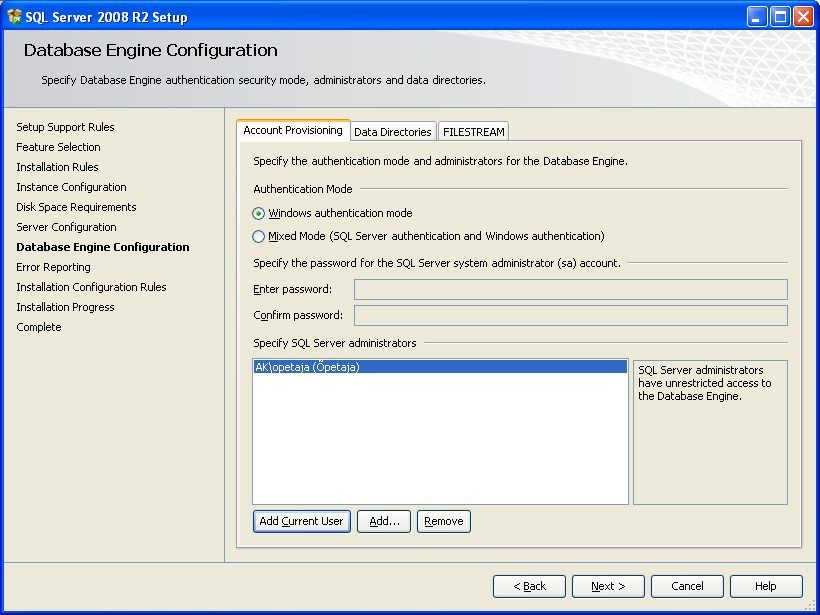 SQL Server 2008 R2 Setup
Database Engine Configuration
Specify Database Engine authentication security mode, administrators and data directories.
Setup Support Rules
Feature Selection
Installation Rules
Instance Configuration
Disk Space Requirements
Server Configuration
Database Engine Configuration
Error Reporting
Installation Configuration Rules
Installation Progress
Complete
Account Provisioning Data Directories FILESTREAM
Specify the authentication mode and administrators for the Database Engine.
Authentication Mode
Windows authentication mode
Mixed Mode (SQL Server authentication and Windows authentication)
Specify the password for the SQL Server system administrator (sa) account.
Enter password:
Confirm password:
Specify SQL Server administrators
AK\opetaja (Õpetaja)
SQL Server administrators
have unrestricted access to
the Database Engine.
Add Current User Add... Remove
< Back Next > Cancel Help